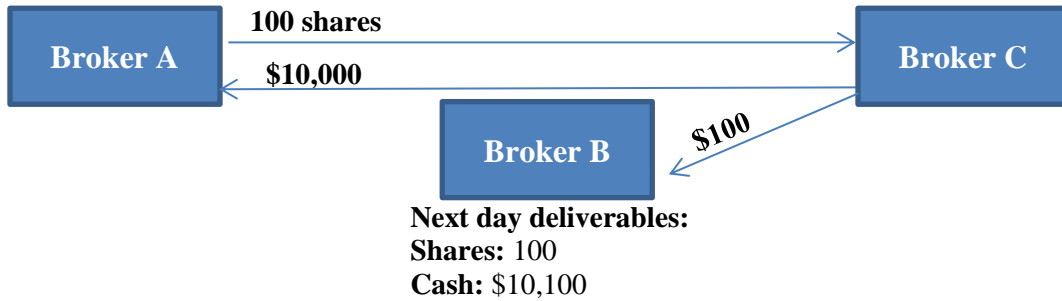 100 shares
Broker A
Broker C
$10,000
$100
Broker B
Next day deliverables:
Shares: 100
Cash: $10,100